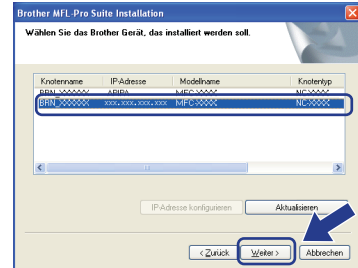 Brother MFL-Pro Suite Installation
Wählen Sie das Brother Gerät, das installiert werden soll.
Knotenname IP-Adresse Modellname Knotentyp
BRN_XXXXXX APIPA MFC-XXXX NC-XXXX
BRN_XXXXXX xxx.xxx.xxx.xxx MFC-XXXX NC-XXXX
IP-Adresse konfigurieren Aktualisieren
< Zurück Weiter > Abbrechen